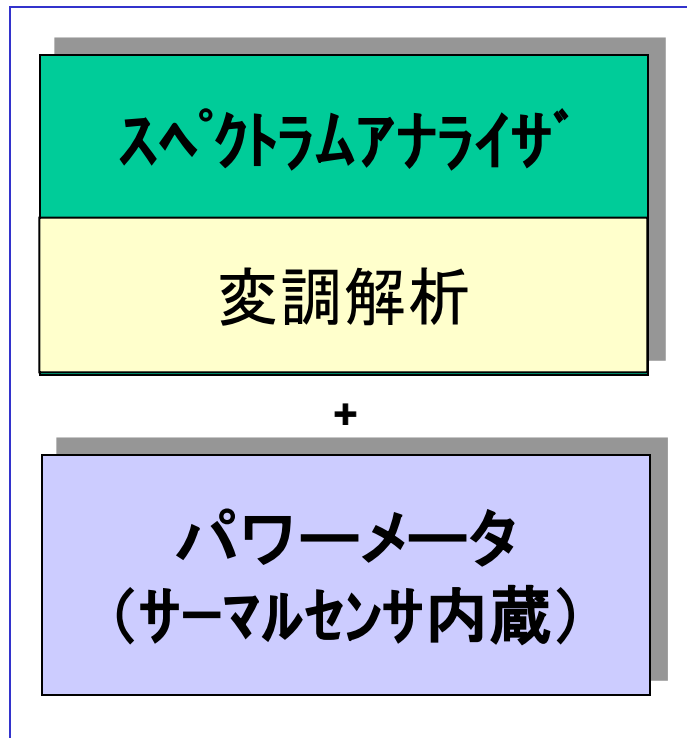 スペクトラムアナライザ
変調解析
+
パワーメータ
（サーマルセンサ内蔵）